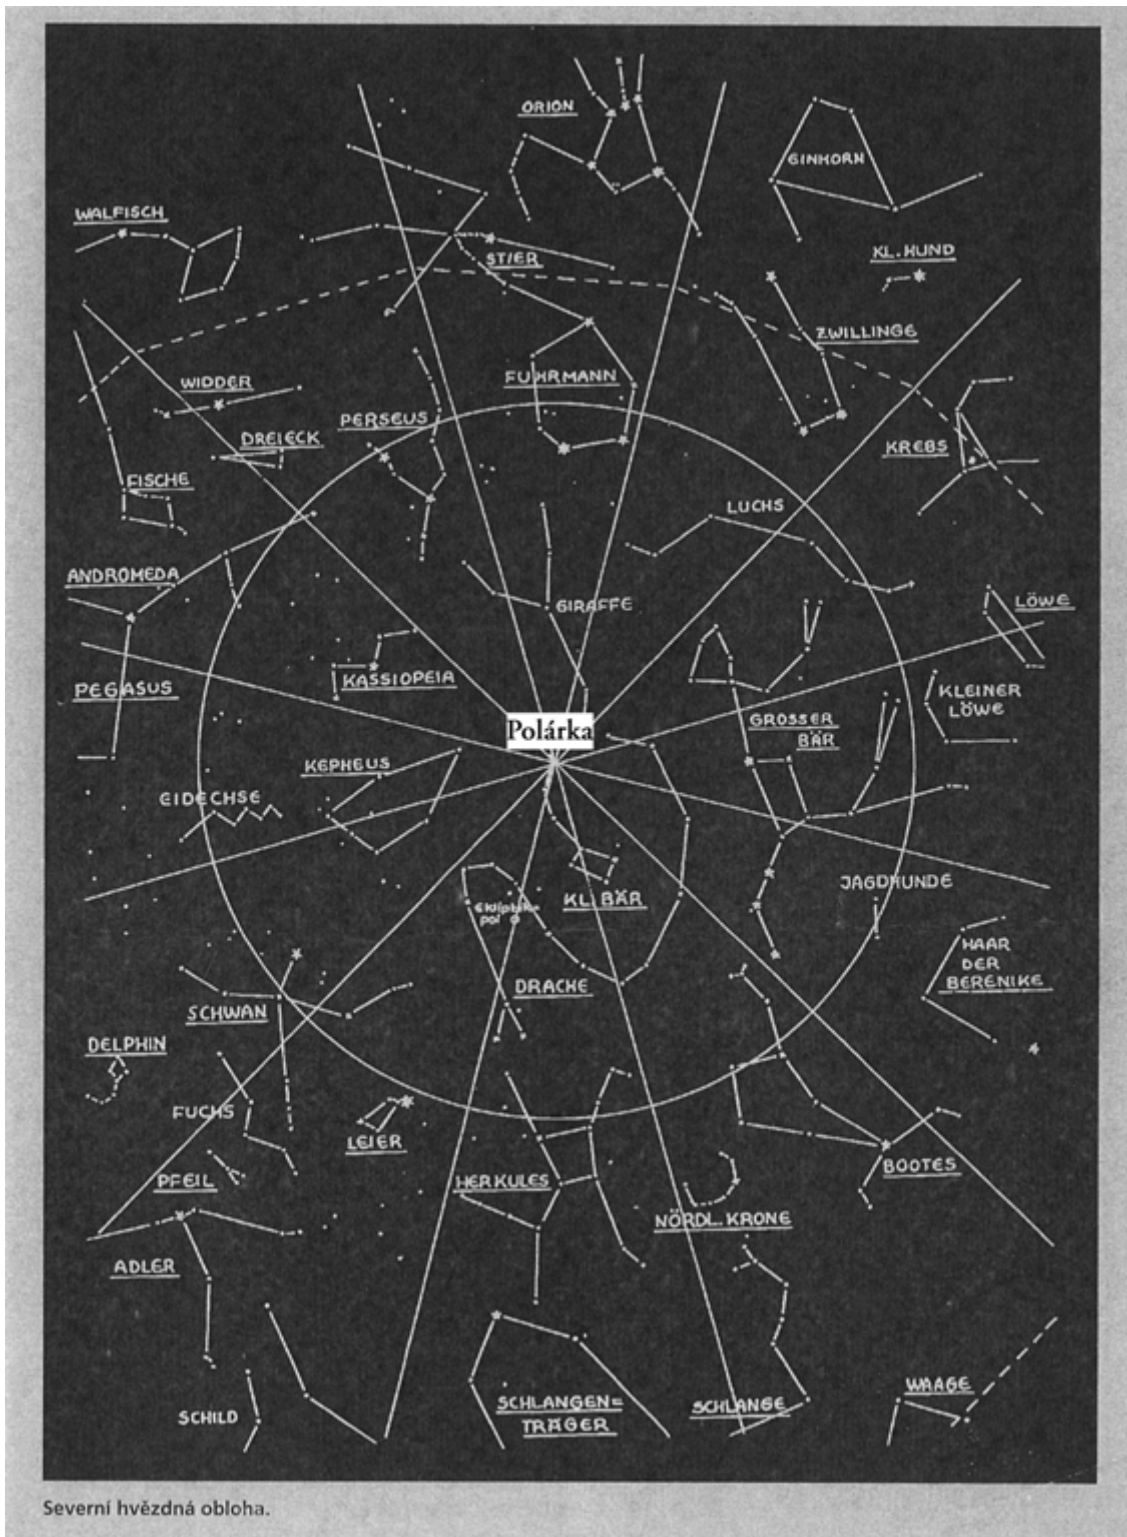 ORION
EINHORN
WALFISCH
KL. HUND
STIER
ZWILLINGE
WIDDER
FUHRMANN
PERSEUS
DREIECK
KREBS
FISCHE
LUCHS
ANDROMEDA
GIRAFFE
LÖWE
KASSIOPEIA
PEGASUS
KLEINER
LÖWE
GROSSER
BÄR
Polárka
KEPHEUS
EIDECHSE
JAGDHUNDE
KL. BÄR
Ekliptik=
pol
HAAR
DER
BERENIKE
DRACHE
SCHWAN
DELPHIN
FUCHS
LEIER
PFEIL
HERKULES
BOOTES
NÖRDL. KRONE
ADLER
WAAGE
SCHILD
SCHLANGEN=
TRÄGER
SCHLANGE
Severní hvězdná obloha.